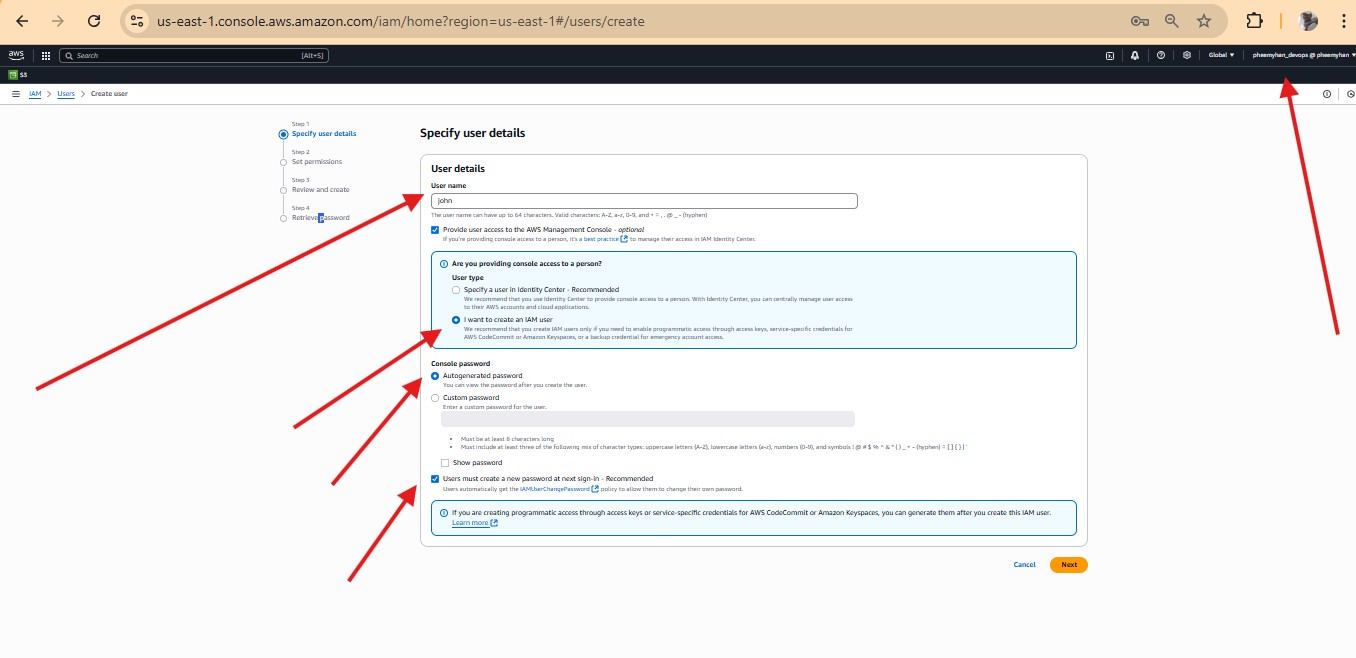 us-east-1.console.aws.amazon.com/iam/home?region=us-east-1#/users/create
aws
Search [Alt+S]
Global
pheemyhan_devops @ pheemyhan
S3
IAM > Users > Create user
Step 1
Specify user details
Step 2
Set permissions
Step 3
Review and create
Step 4
Retrieve password
Specify user details
User details
User name
john
The user name can have up to 64 characters. Valid characters: A-Z, a-z, 0-9, and + = , . @ _ - (hyphen)
Provide user access to the AWS Management Console - optional
If you're providing console access to a person, it's a best practice to manage their access in IAM Identity Center.
Are you providing console access to a person?
User type
Specify a user in Identity Center - Recommended
We recommend that you use Identity Center to provide console access to a person. With Identity Center, you can centrally manage user access
to their AWS accounts and cloud applications.
I want to create an IAM user
We recommend that you create IAM users only if you need to enable programmatic access through access keys, service-specific credentials for
AWS CodeCommit or Amazon Keyspaces, or a backup credential for emergency account access.
Console password
Autogenerated password
You can view the password after you create the user.
Custom password
Enter a custom password for the user.
Must be at least 8 characters long
Must include at least three of the following mix of character types: uppercase letters (A-Z), lowercase letters (a-z), numbers (0-9), and symbols ! @ # $ % ^ & * ( ) _ + - (hyphen) = [ ] { } | '
Show password
Users must create a new password at next sign-in - Recommended
Users automatically get the IAMUserChangePassword policy to allow them to change their own password.
If you are creating programmatic access through access keys or service-specific credentials for AWS CodeCommit or Amazon Keyspaces, you can generate them after you create this IAM user.
Learn more
Cancel
Next